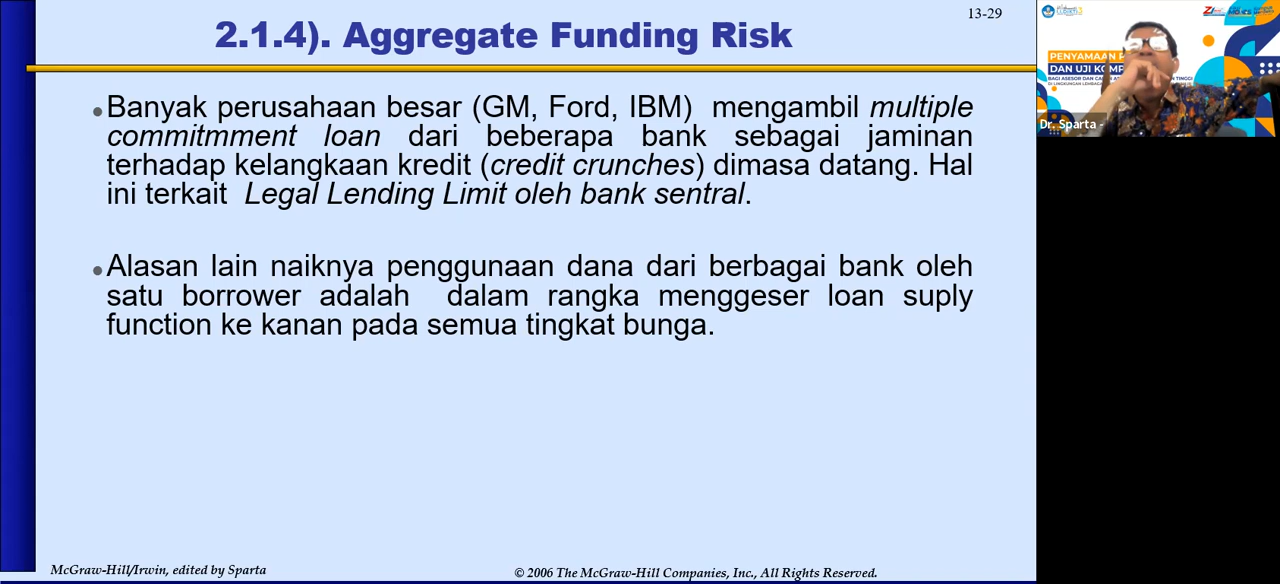 13-29
2.1.4). Aggregate Funding Risk
Banyak perusahaan besar (GM, Ford, IBM) mengambil multiple
commitmment loan dari beberapa bank sebagai jaminan
terhadap kelangkaan kredit (credit crunches) dimasa datang. Hal
ini terkait Legal Lending Limit oleh bank sentral.
Alasan lain naiknya penggunaan dana dari berbagai bank oleh
satu borrower adalah dalam rangka menggeser loan suply
function ke kanan pada semua tingkat bunga.
McGraw-Hill/Irwin, edited by Sparta
© 2006 The McGraw-Hill Companies, Inc., All Rights Reserved.
PENYAMAAN
DAN UJI
Dr. Sparta -